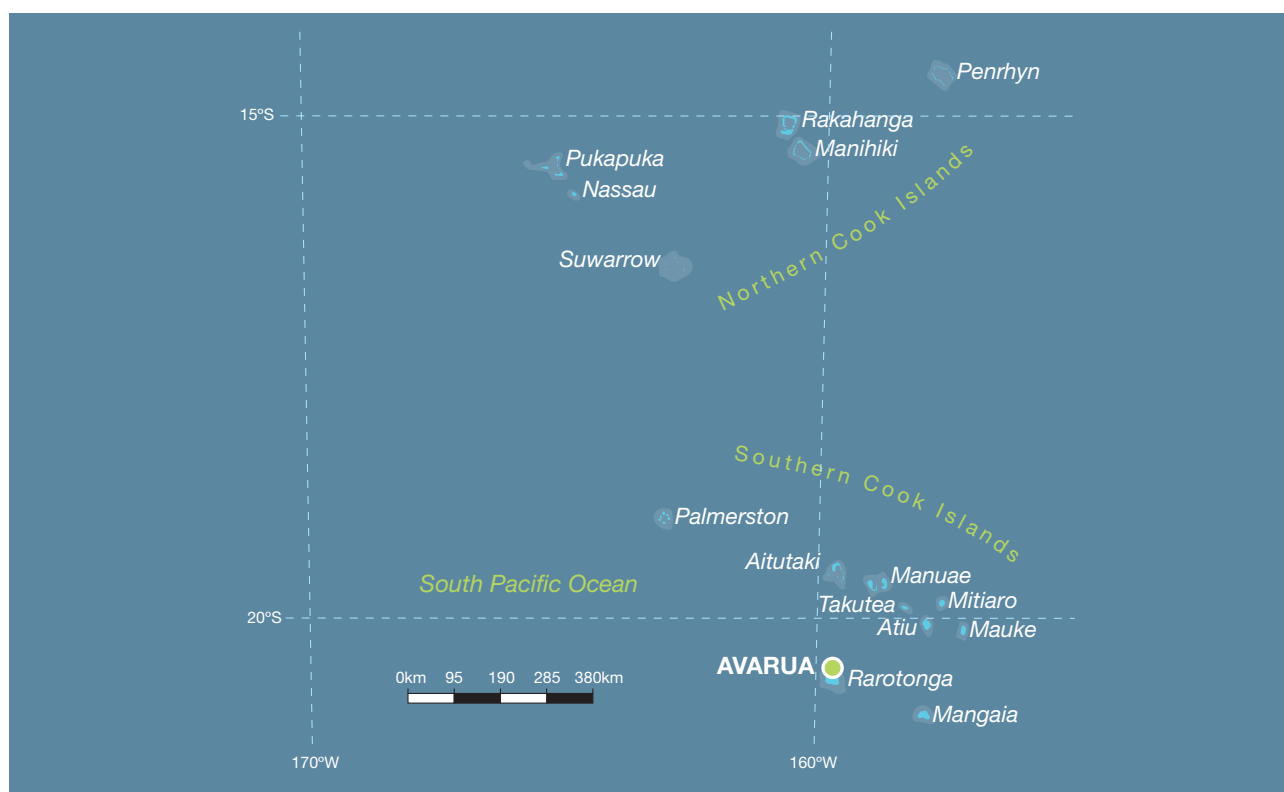 Penrhyn
15ºS
Rakahanga
Manihiki
Pukapuka
Nassau
Northern Cook Islands
Suwarrow
Southern Cook Islands
Palmerston
Aitutaki
Manuae
South Pacific Ocean
Takutea
Mitiaro
20ºS
Atiu
Mauke
AVARUA
Rarotonga
0km 95 190 285 380km
Mangaia
170ºW
160ºW